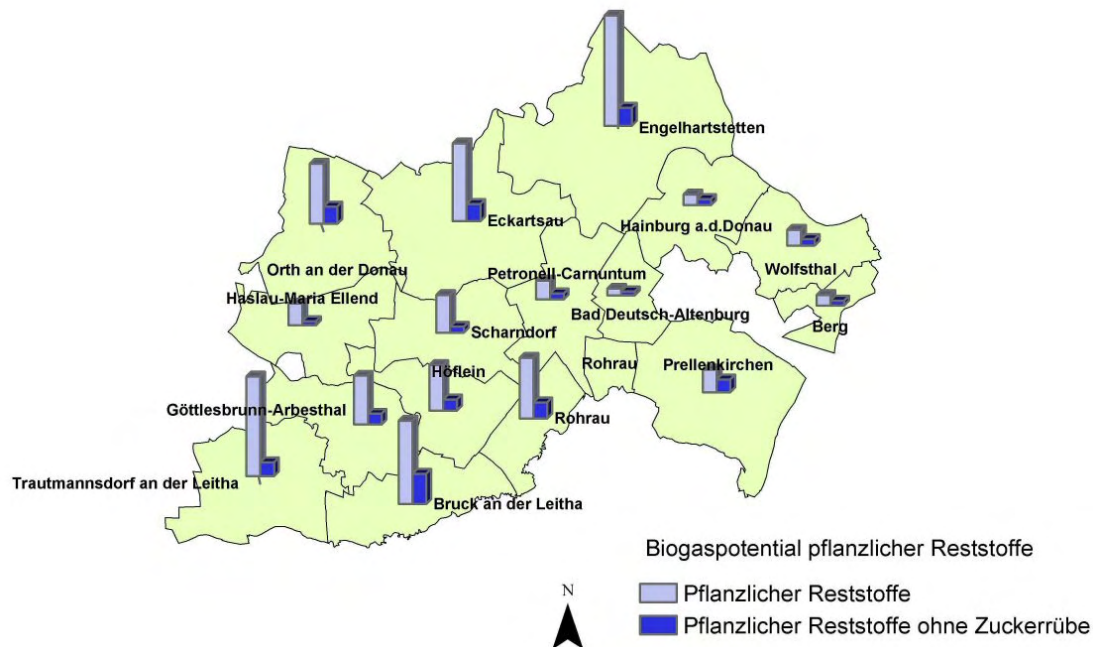 Engelhartstetten
Eckartsau
Hainburg a.d.Donau
Orth an der Donau
Petronell-Carnuntum
Wolfsthal
Haslau-Maria Ellend
Bad Deutsch-Altenburg
Berg
Scharndorf
Höflein
Rohrau
Prellenkirchen
Göttlesbrunn-Arbesthal
Rohrau
Trautmannsdorf an der Leitha
Bruck an der Leitha
Biogaspotential pflanzlicher Reststoffe
N
Pflanzlicher Reststoffe
Pflanzlicher Reststoffe ohne Zuckerrübe